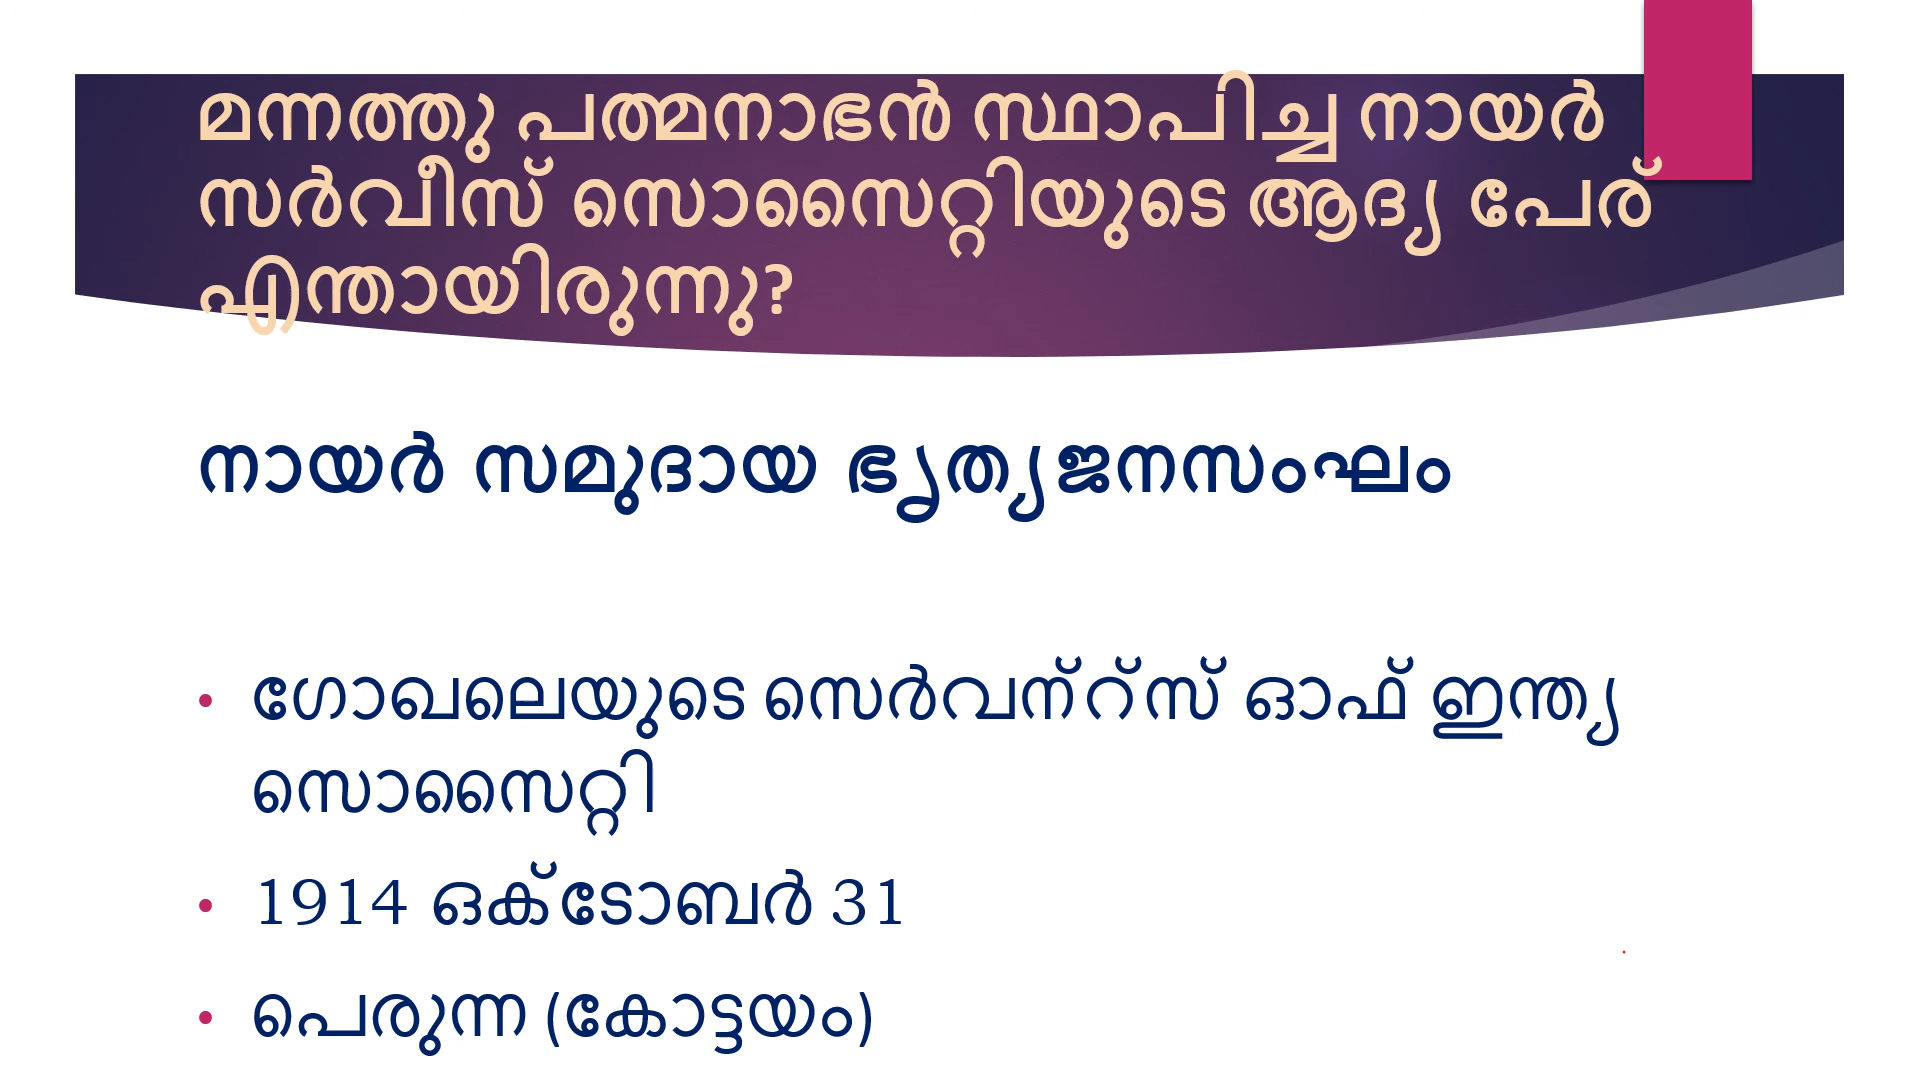 മന്നത്തു പത്മനാഭൻ സ്ഥാപിച്ച നായർ
സർവീസ് സൊസൈറ്റിയുടെ ആദ്യ പേര്
എന്തായിരുന്നു?
നായർ സമുദായ ഭൃത്യജനസംഘം
• ഗോഖലെയുടെ സെർവന്റ്സ് ഓഫ് ഇന്ത്യ
സൊസൈറ്റി
• 1914 ഒക്ടോബർ 31
• പെരുന്ന (കോട്ടയം)